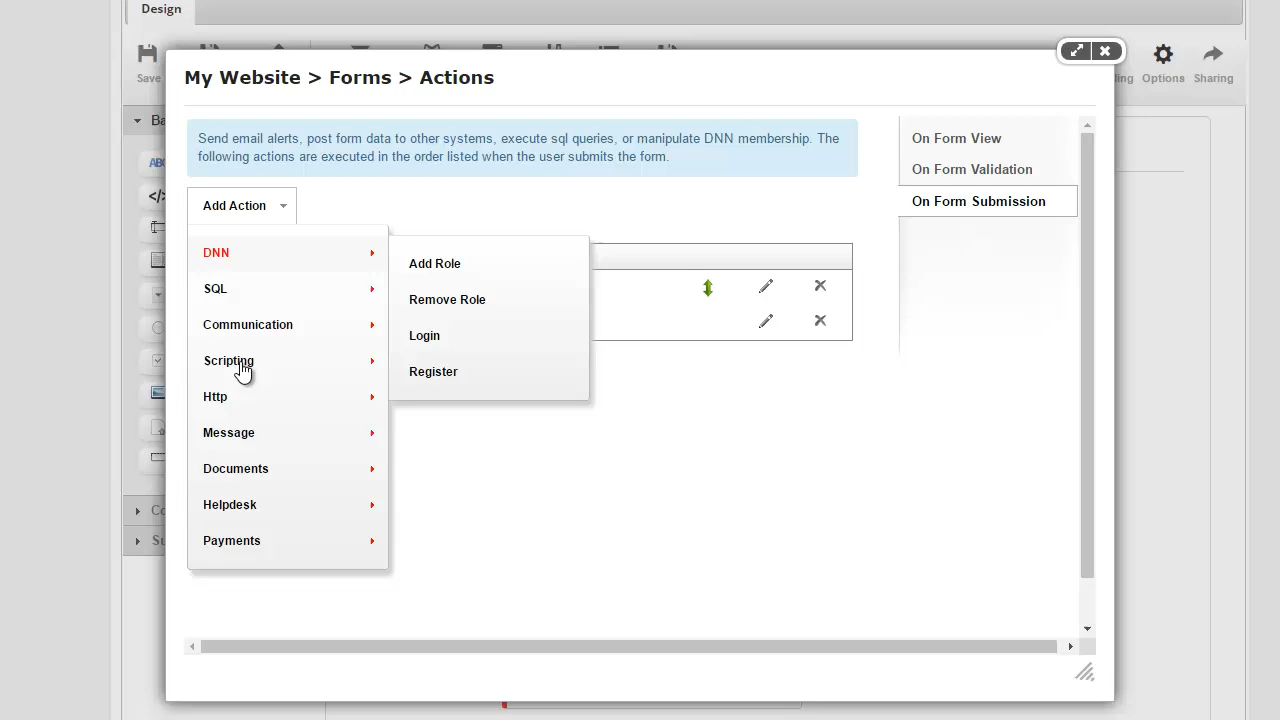 Design
Save
Options
Sharing
My Website > Forms > Actions
Send email alerts, post form data to other systems, execute sql queries, or manipulate DNN membership. The
following actions are executed in the order listed when the user submits the form.
On Form View
On Form Validation
On Form Submission
Add Action
DNN
SQL
Communication
Scripting
Http
Message
Documents
Helpdesk
Payments
Add Role
Remove Role
Login
Register